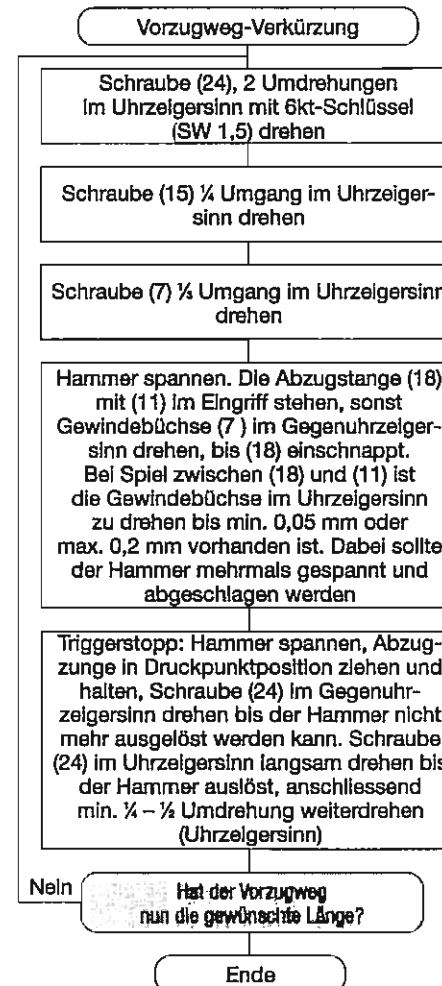 Vorzugweg-Verkürzung
Schraube (24), 2 Umdrehungen
im Uhrzeigersinn mit 6kt-Schlüssel
(SW 1,5) drehen
Schraube (15) ¼ Umgang im Uhrzeiger-
sinn drehen
Schraube (7) ⅛ Umgang im Uhrzeigersinn
drehen
Hammer spannen. Die Abzugstange (18)
mit (11) im Eingriff stehen, sonst
Gewindebüchse (7 ) im Gegenuhrzeiger-
sinn drehen, bis (18) einschnappt.
Bei Spiel zwischen (18) und (11) ist
die Gewindebüchse im Uhrzeigersinn
zu drehen bis min. 0,05 mm oder
max. 0,2 mm vorhanden ist. Dabei sollte
der Hammer mehrmals gespannt und
abgeschlagen werden
Triggerstopp: Hammer spannen, Abzug-
zunge in Druckpunktposition ziehen und
halten, Schraube (24) im Gegenuhr-
zeigersinn drehen bis der Hammer nicht
mehr ausgelöst werden kann. Schraube
(24) im Uhrzeigersinn langsam drehen bis
der Hammer auslöst, anschliessend
min. ¼ – ½ Umdrehung weiterdrehen
(Uhrzeigersinn)
Nein
Hat der Vorzugweg
nun die gewünschte Länge?
Ende